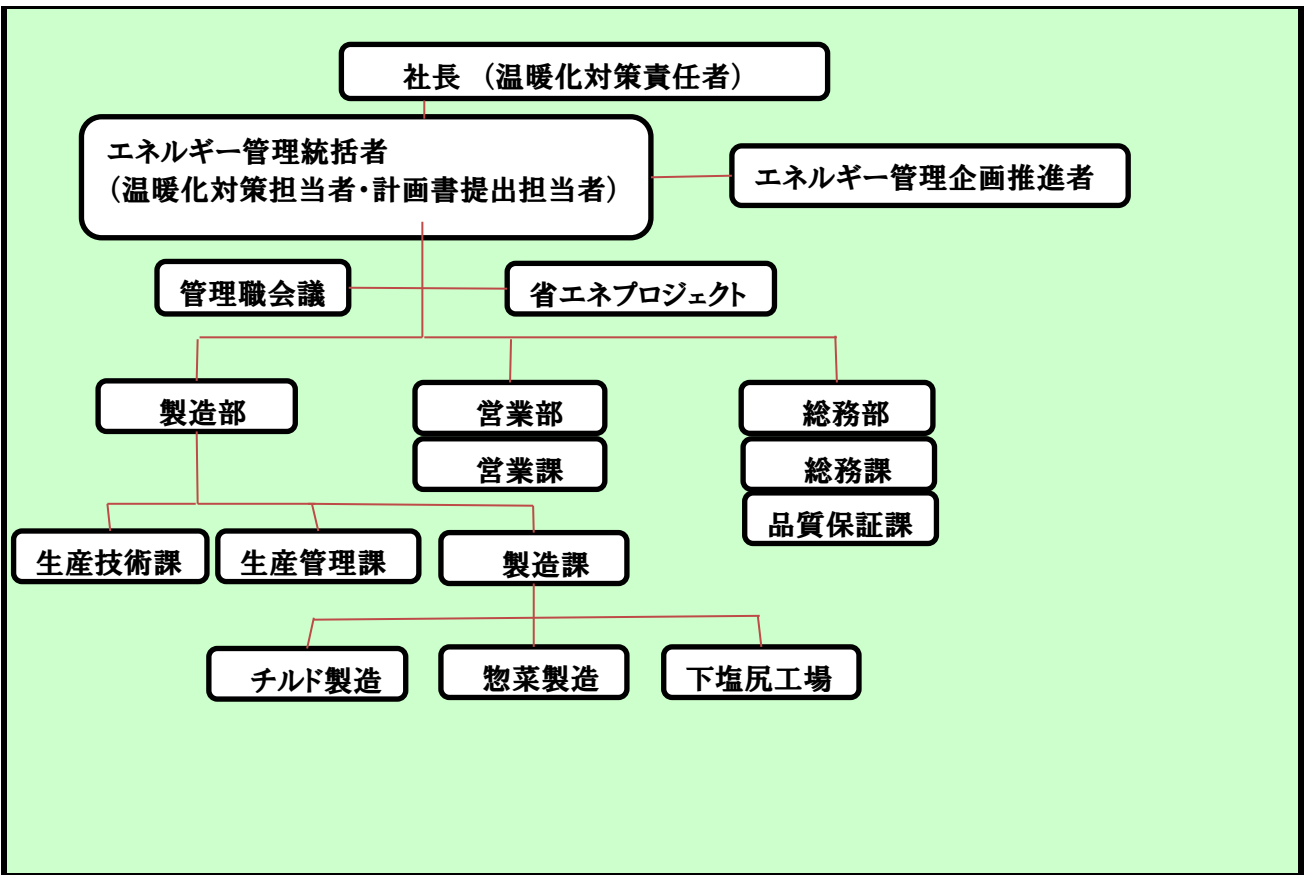 社長 （温暖化対策責任者）
エネルギー管理統括者
（温暖化対策担当者・計画書提出担当者）
エネルギー管理企画推進者
管理職会議
省エネプロジェクト
製造部
営業部
総務部
営業課
総務課
品質保証課
生産技術課
生産管理課
製造課
チルド製造
惣菜製造
下塩尻工場